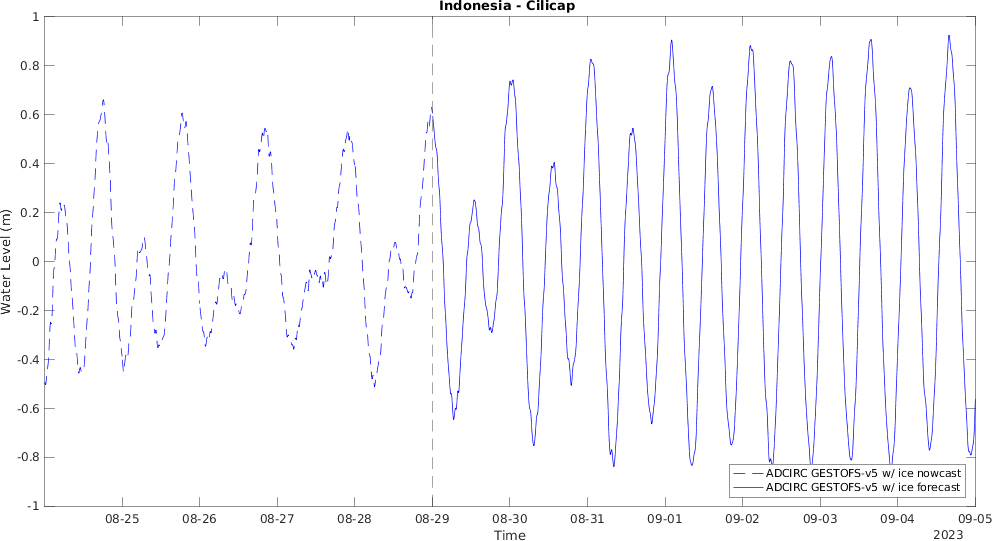 Indonesia - Cilicap
Water Level (m)
1
0.8
0.6
0.4
0.2
0
-0.2
-0.4
-0.6
-0.8
-1
ADCIRC GESTOFS-v5 w/ ice nowcast
ADCIRC GESTOFS-v5 w/ ice forecast
08-25 08-26 08-27 08-28 08-29 08-30 08-31 09-01 09-02 09-03 09-04 09-05
Time
2023